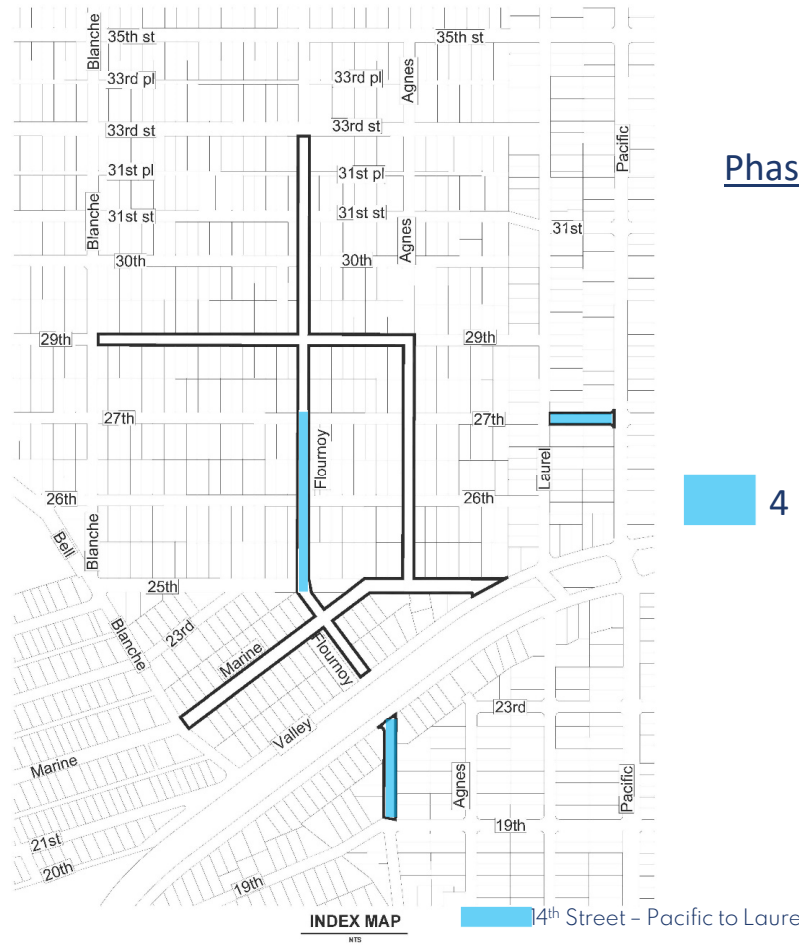 35th st
35th st
Blanche
33rd pl
33rd pl
Agnes
33rd st
33rd st
Pacific
Phas
31st pl
31st pl
Blanche
31st st
31st st
Agnes
31st
30th
30th
29th
29th
27th
27th
Flournoy
Laurel
26th
26th
4
Bell
Blanche
25th
Blanche
23rd
Marine
Flournoy
23rd
Valley
Marine
Agnes
Pacific
19th
21st
20th
19th
INDEX MAP
NTS
14th Street – Pacific to Laure